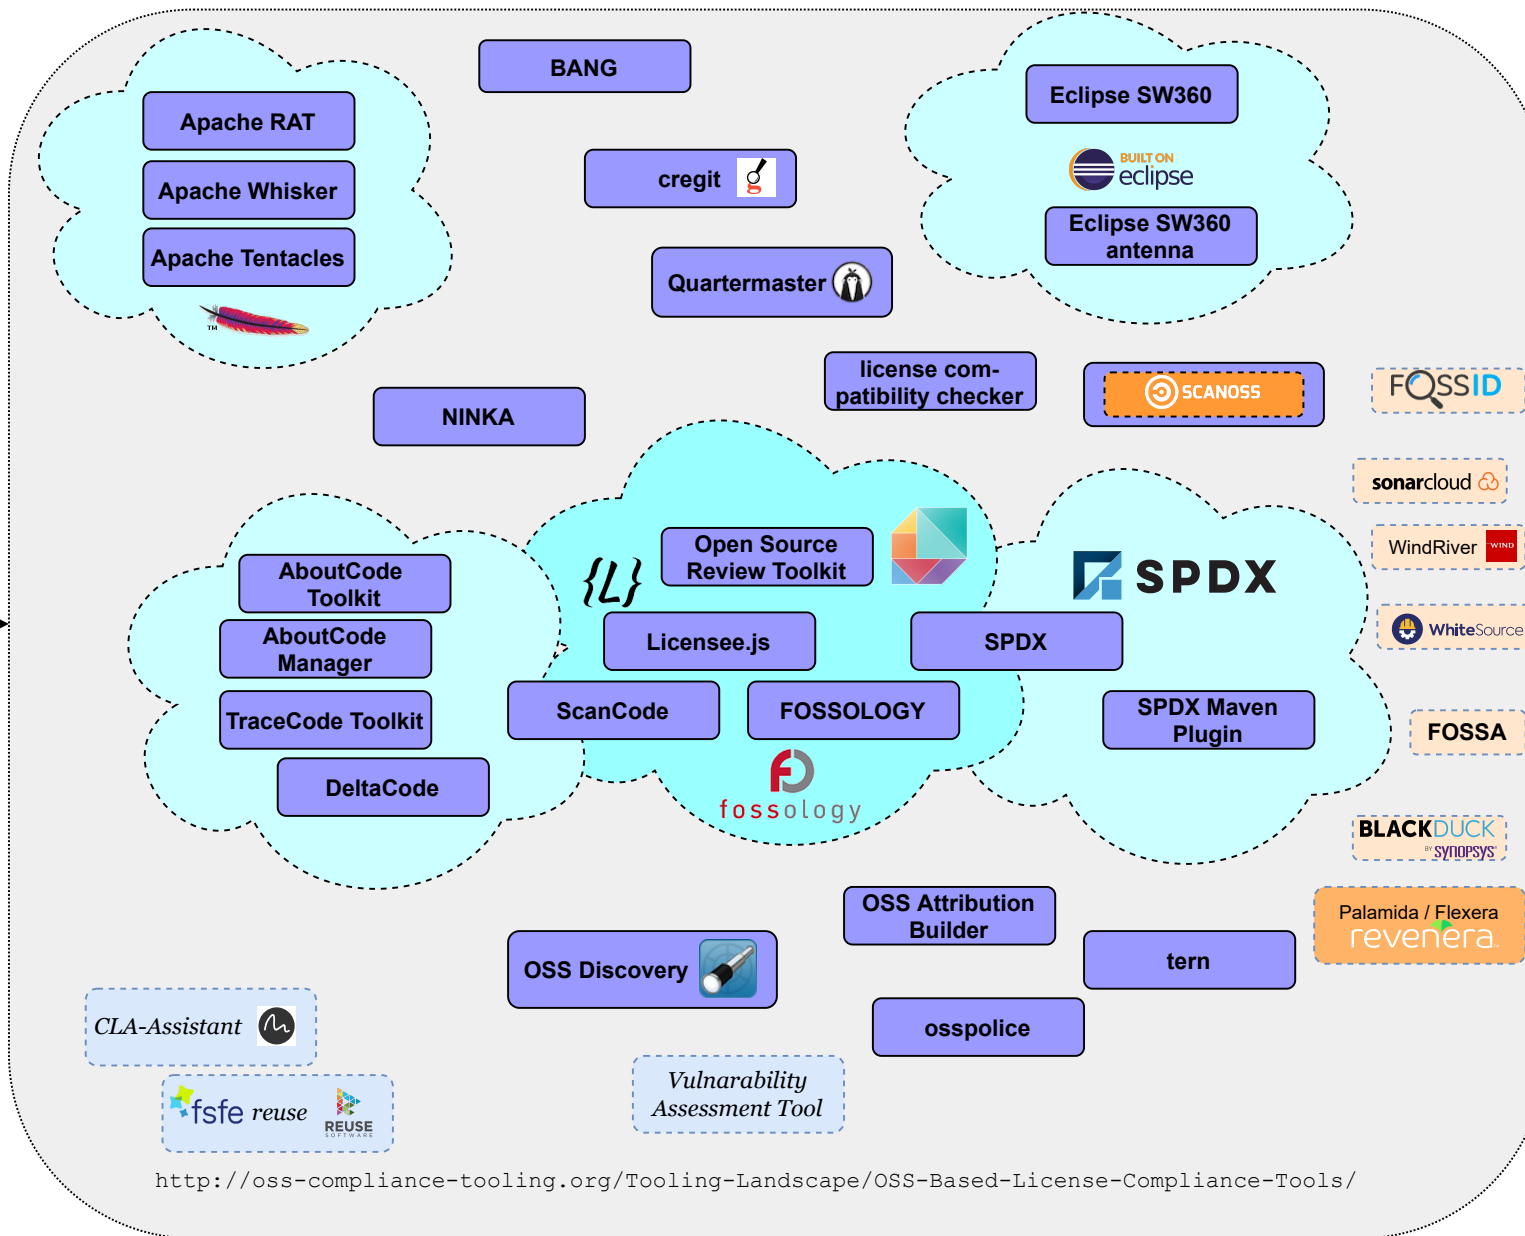 BANG
Apache RAT
Apache Whisker
Apache Tentacles
TM
cregit
g
Quartermaster
Eclipse SW360
BUILT ON
eclipse
Eclipse SW360
antenna
license com-
patibility checker
SCANOSS
FOSSID
NINKA
sonarcloud
WindRiver
WIND
WhiteSource
FOSSA
BLACKDUCK
BY SYNOPSYS®
Palamida / Flexera
revenera™
AboutCode
Toolkit
AboutCode
Manager
TraceCode Toolkit
DeltaCode
{L}
Open Source
Review Toolkit
Licensee.js
ScanCode
FOSSOLOGY
fossology
SPDX
SPDX
SPDX Maven
Plugin
OSS Attribution
Builder
OSS Discovery
tern
osspolice
CLA-Assistant
fsfe reuse
REUSE
SOFTWARE
Vulnarability
Assessment Tool
http://oss-compliance-tooling.org/Tooling-Landscape/OSS-Based-License-Compliance-Tools/